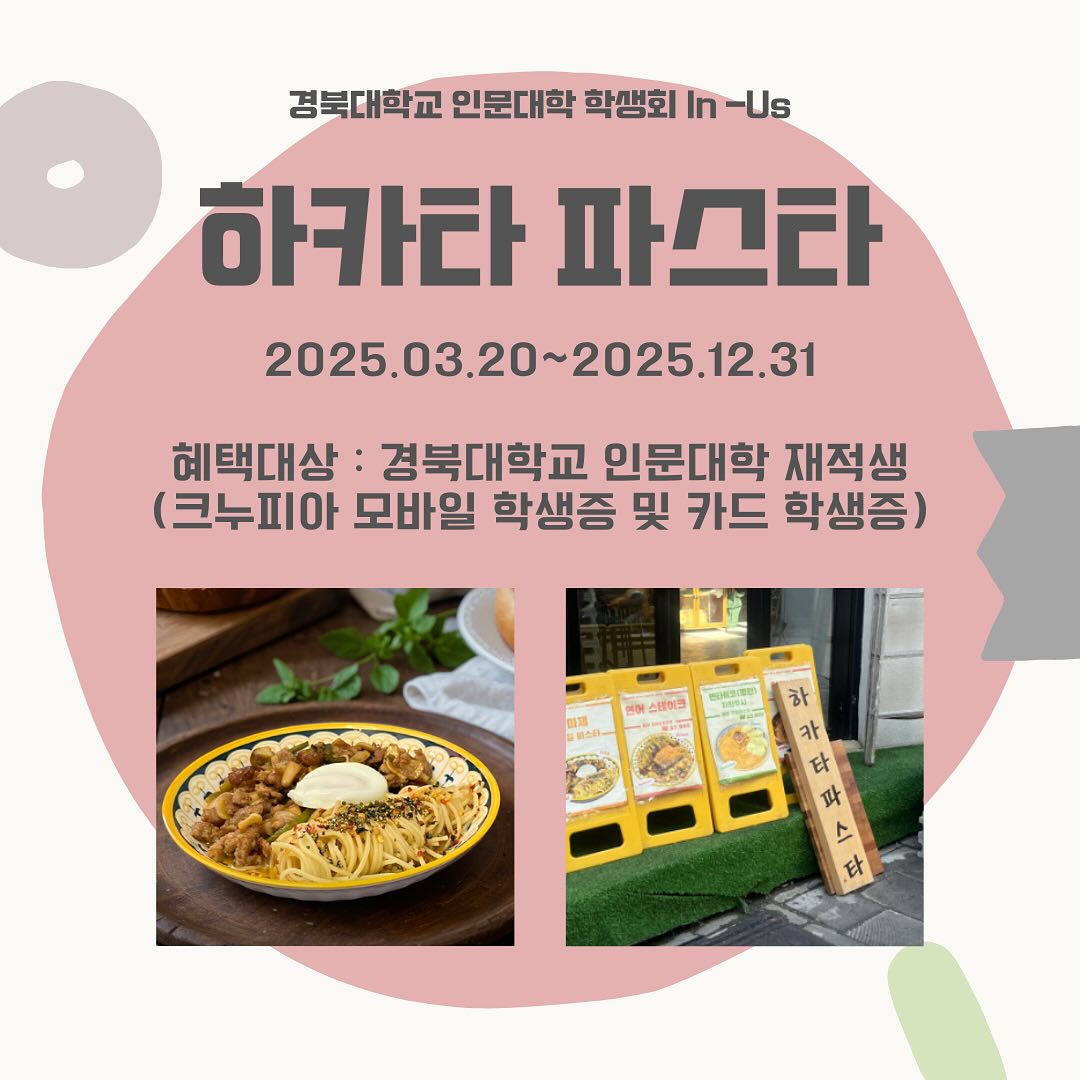 경북대학교 인문대학 학생회 In -Us
하카타 파스타
2025.03.20~2025.12.31
혜택대상 : 경북대학교 인문대학 재적생
(크누피아 모바일 학생증 및 카드 학생증)
연어 스테이크
하카타파스타